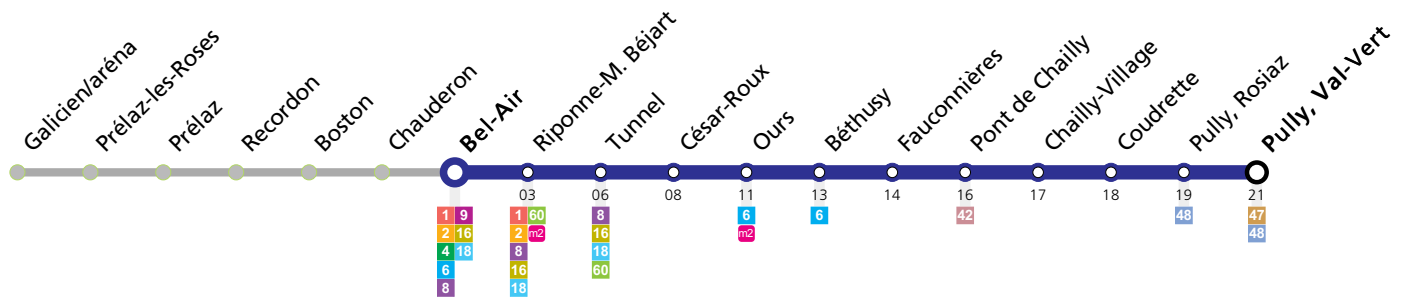 Galicien/aréna
Prélaz-les-Roses
Prélaz
Recordon
Boston
Chauderon
Bel-Air
Riponne-M. Béjart
Tunnel
César-Roux
Ours
Béthusy
Fauconnières
Pont de Chailly
Chailly-Village
Coudrette
Pully, Rosiaz
Pully, Val-Vert
03 06 08 11 13 14 16 17 18 19 21
1 9 1 60 8 6 6 42 48 47
2 16 2 m2 16 m2 48
4 18 8 18
6 16 60
8 18